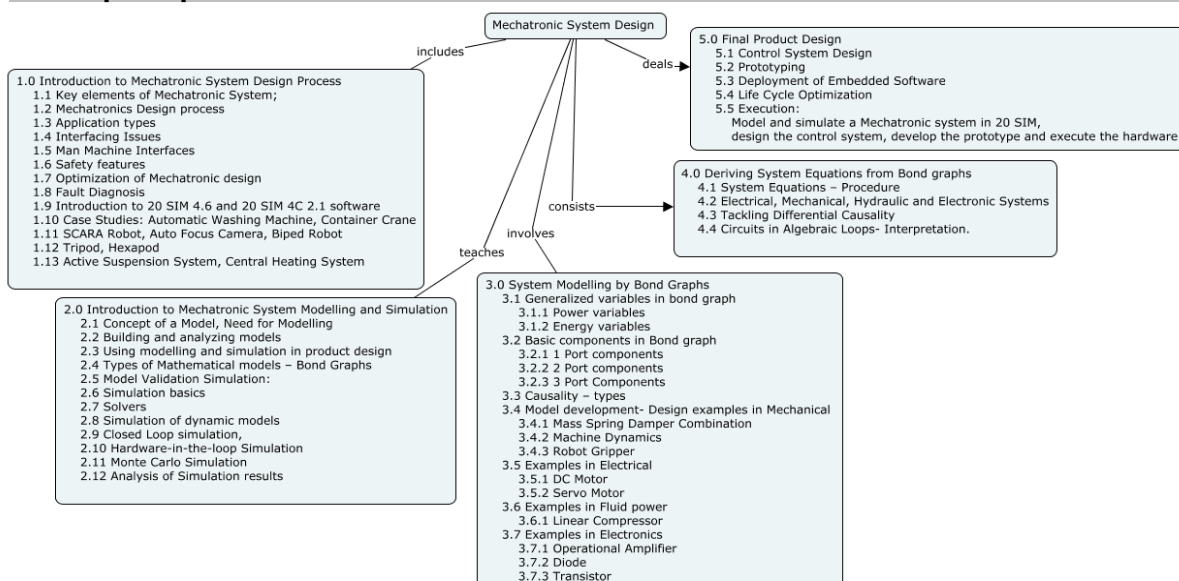 Mechatronic System Design
includes
1.0 Introduction to Mechatronic System Design Process
1.1 Key elements of Mechatronic System;
1.2 Mechatronics Design process
1.3 Application types
1.4 Interfacing Issues
1.5 Man Machine Interfaces
1.6 Safety features
1.7 Optimization of Mechatronic design
1.8 Fault Diagnosis
1.9 Introduction to 20 SIM 4.6 and 20 SIM 4C 2.1 software
1.10 Case Studies: Automatic Washing Machine, Container Crane
1.11 SCARA Robot, Auto Focus Camera, Biped Robot
1.12 Tripod, Hexapod
1.13 Active Suspension System, Central Heating System
teaches
2.0 Introduction to Mechatronic System Modelling and Simulation
2.1 Concept of a Model, Need for Modelling
2.2 Building and analyzing models
2.3 Using modelling and simulation in product design
2.4 Types of Mathematical models – Bond Graphs
2.5 Model Validation Simulation:
2.6 Simulation basics
2.7 Solvers
2.8 Simulation of dynamic models
2.9 Closed Loop simulation,
2.10 Hardware-in-the-loop Simulation
2.11 Monte Carlo Simulation
2.12 Analysis of Simulation results
involves
3.0 System Modelling by Bond Graphs
3.1 Generalized variables in bond graph
3.1.1 Power variables
3.1.2 Energy variables
3.2 Basic components in Bond graph
3.2.1 1 Port components
3.2.2 2 Port components
3.2.3 3 Port Components
3.3 Causality – types
3.4 Model development- Design examples in Mechanical
3.4.1 Mass Spring Damper Combination
3.4.2 Machine Dynamics
3.4.3 Robot Gripper
3.5 Examples in Electrical
3.5.1 DC Motor
3.5.2 Servo Motor
3.6 Examples in Fluid power
3.6.1 Linear Compressor
3.7 Examples in Electronics
3.7.1 Operational Amplifier
3.7.2 Diode
3.7.3 Transistor
consists
4.0 Deriving System Equations from Bond graphs
4.1 System Equations – Procedure
4.2 Electrical, Mechanical, Hydraulic and Electronic Systems
4.3 Tackling Differential Causality
4.4 Circuits in Algebraic Loops- Interpretation.
deals
5.0 Final Product Design
5.1 Control System Design
5.2 Prototyping
5.3 Deployment of Embedded Software
5.4 Life Cycle Optimization
5.5 Execution:
Model and simulate a Mechatronic system in 20 SIM,
design the control system, develop the prototype and execute the hardware